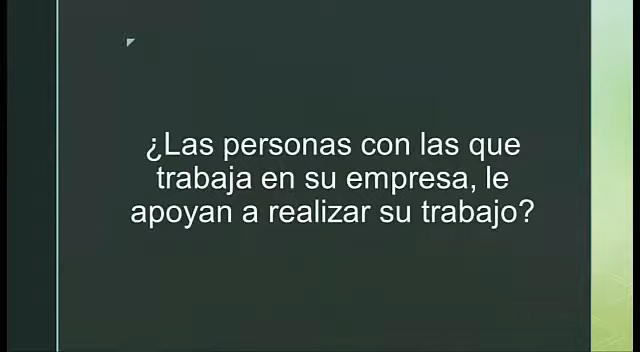 ¿Las personas con las que
trabaja en su empresa, le
apoyan a realizar su trabajo?